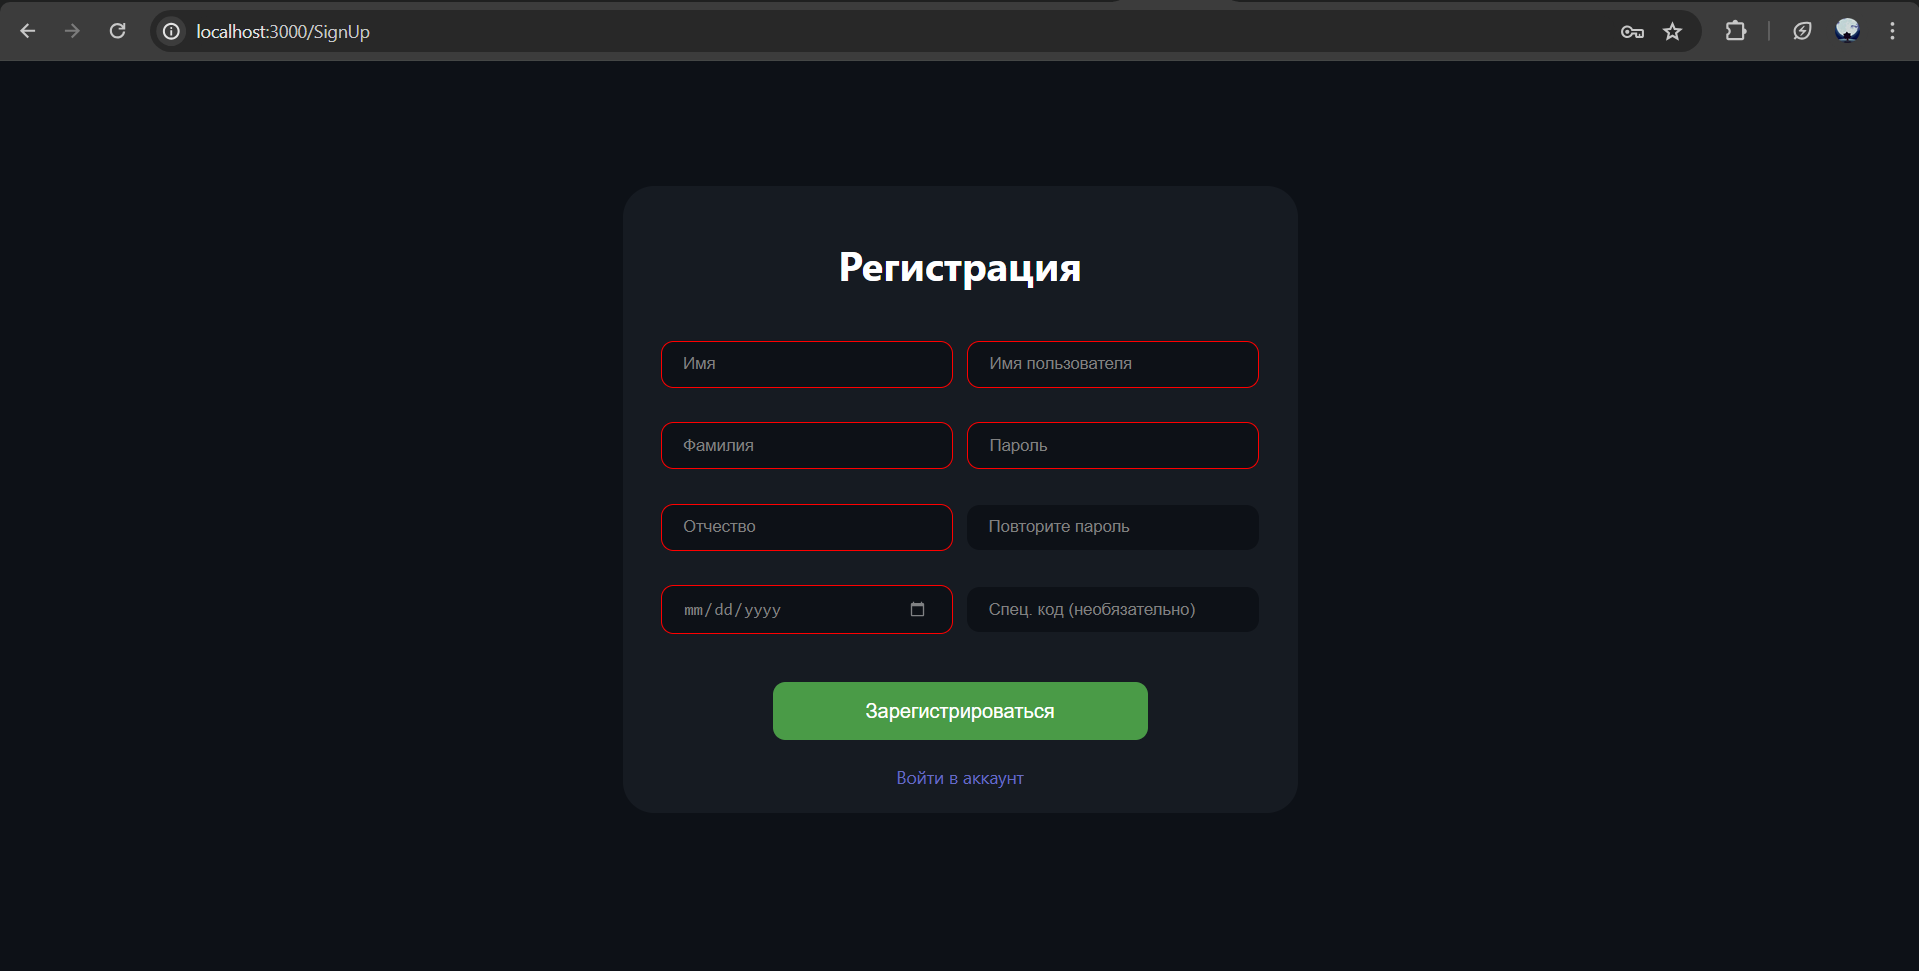 localhost:3000/SignUp
Регистрация
Имя
Имя пользователя
Фамилия
Пароль
Отчество
Повторите пароль
mm/dd/yyyy
Спец. код (необязательно)
Зарегистрироваться
Войти в аккаунт